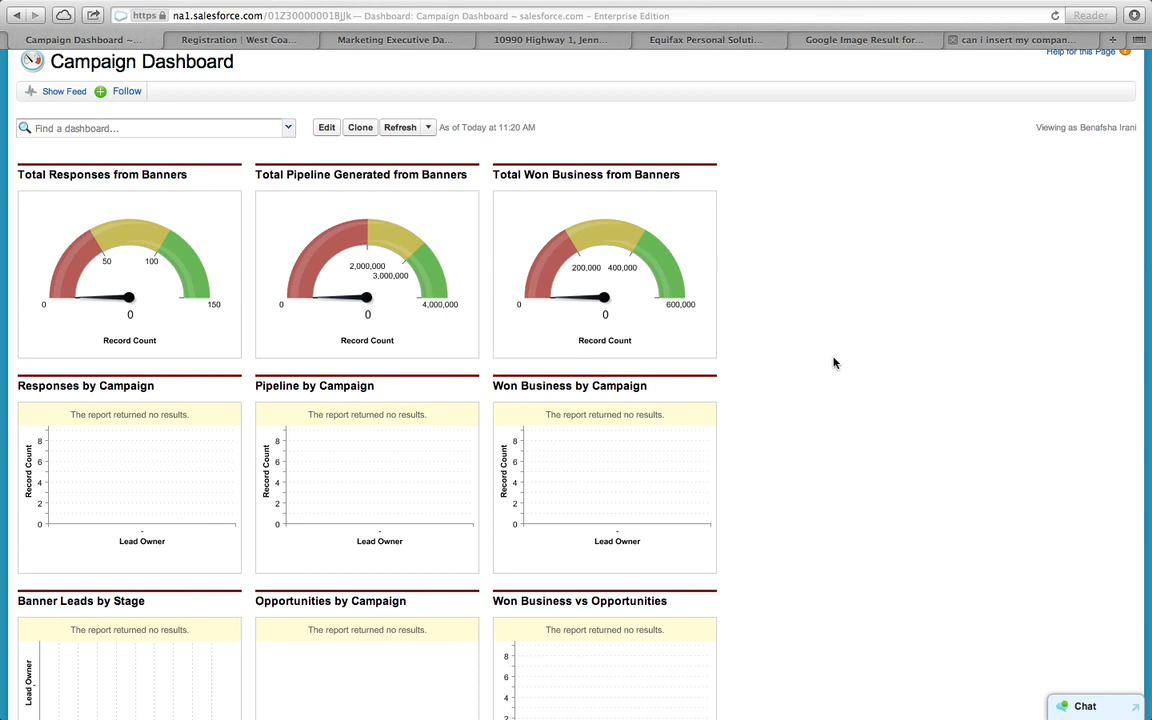 https na1.salesforce.com/01Z300000018JJk — Dashboard: Campaign Dashboard ~ salesforce.com – Enterprise Edition Reader
Campaign Dashboard ~... Registration | West Coa... Marketing Executive Da... 10990 Highway 1, Jenn... Equifax Personal Soluti... Google Image Result for... can i insert my compan...
Campaign Dashboard Help for this Page
Show Feed Follow
Find a dashboard... Edit Clone Refresh As of Today at 11:20 AM Viewing as Benafsha Irani
Total Responses from Banners Total Pipeline Generated from Banners Total Won Business from Banners
50 100 2,000,000 3,000,000 200,000 400,000
0 150 0 4,000,000 0 600,000
0 0 0
Record Count Record Count Record Count
Responses by Campaign Pipeline by Campaign Won Business by Campaign
The report returned no results. The report returned no results. The report returned no results.
8 8 8
6 6 6
Record Count Record Count Record Count
4 4 4
2 2 2
0 0 0
- - -
Lead Owner Lead Owner Lead Owner
Banner Leads by Stage Opportunities by Campaign Won Business vs Opportunities
The report returned no results. The report returned no results. The report returned no results.
8
Lead Owner - 6
4
2
Chat